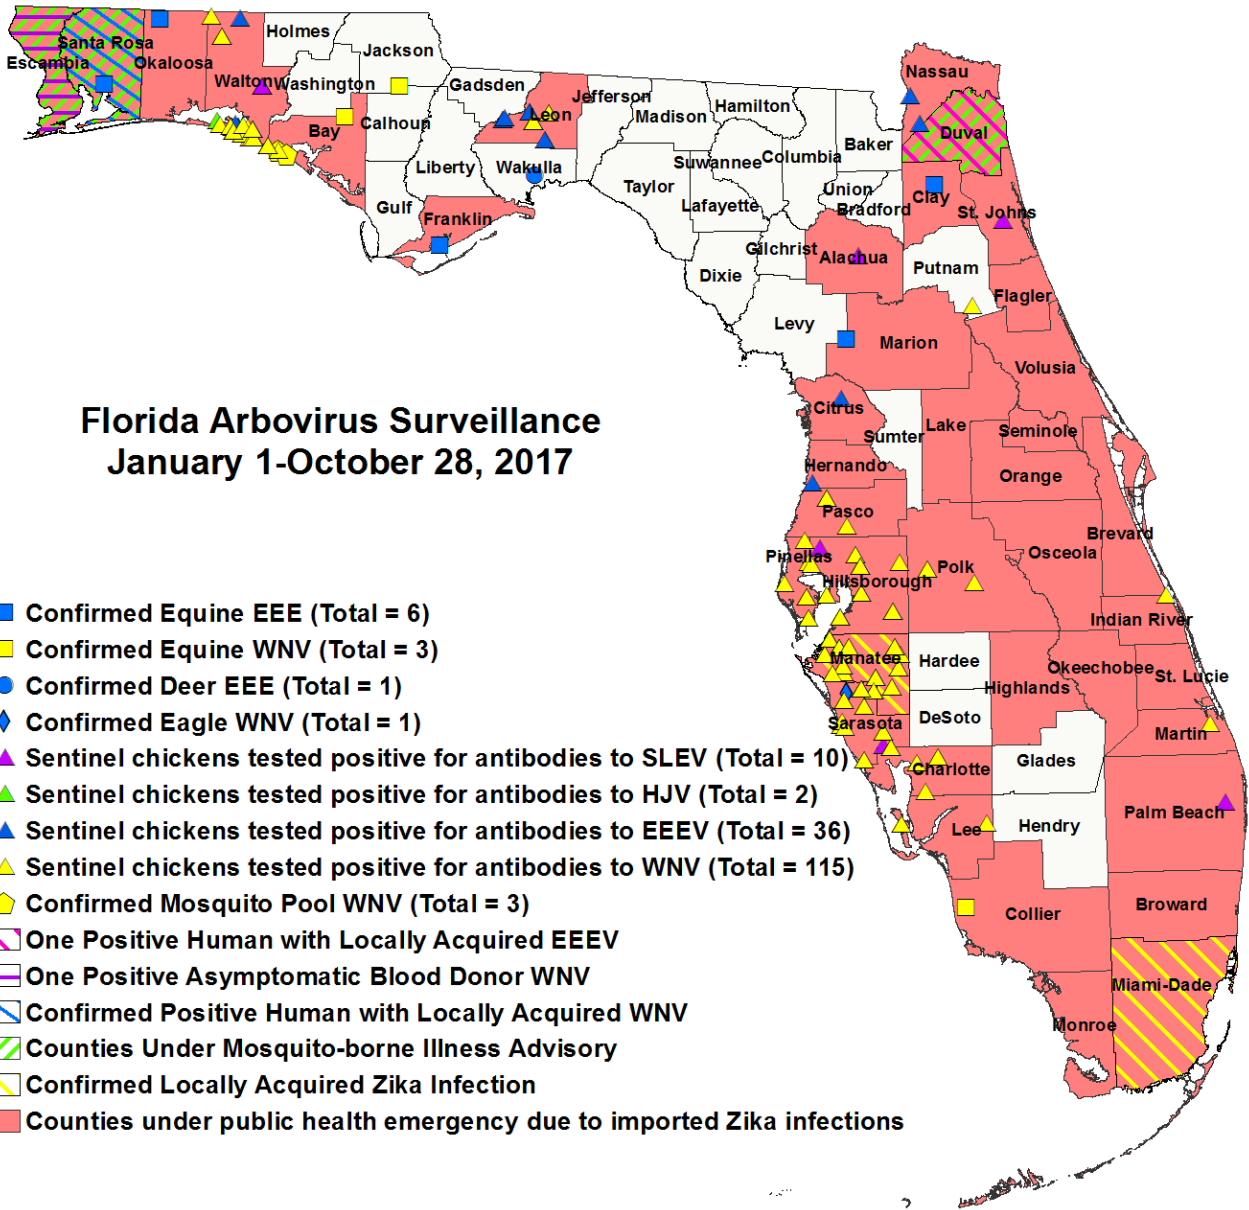 Holmes
Santa Rosa
Jackson
Escambia
Okaloosa
Walton
Washington
Gadsden
Jefferson
Nassau
Hamilton
Leon
Madison
Bay
Calhoun
Duval
Baker
Suwannee
Columbia
Liberty
Wakulla
Taylor
Union
Clay
Lafayette
Bradford
St. Johns
Gulf
Franklin
Gilchrist
Alachua
Dixie
Putnam
Flagler
Levy
Marion
Volusia
Florida Arbovirus Surveillance
January 1-October 28, 2017
Citrus
Sumter
Lake
Seminole
Hernando
Orange
Pasco
Brevard
Pinellas
Osceola
Polk
Hillsborough
Indian River
Manatee
Hardee
Okeechobee
St. Lucie
Highlands
Sarasota
DeSoto
Martin
Charlotte
Glades
Palm Beach
Lee
Hendry
Broward
Collier
Miami-Dade
Monroe
Confirmed Equine EEE (Total = 6)
Confirmed Equine WNV (Total = 3)
Confirmed Deer EEE (Total = 1)
Confirmed Eagle WNV (Total = 1)
Sentinel chickens tested positive for antibodies to SLEV (Total = 10)
Sentinel chickens tested positive for antibodies to HJV (Total = 2)
Sentinel chickens tested positive for antibodies to EEEV (Total = 36)
Sentinel chickens tested positive for antibodies to WNV (Total = 115)
Confirmed Mosquito Pool WNV (Total = 3)
One Positive Human with Locally Acquired EEEV
One Positive Asymptomatic Blood Donor WNV
Confirmed Positive Human with Locally Acquired WNV
Counties Under Mosquito-borne Illness Advisory
Confirmed Locally Acquired Zika Infection
Counties under public health emergency due to imported Zika infections